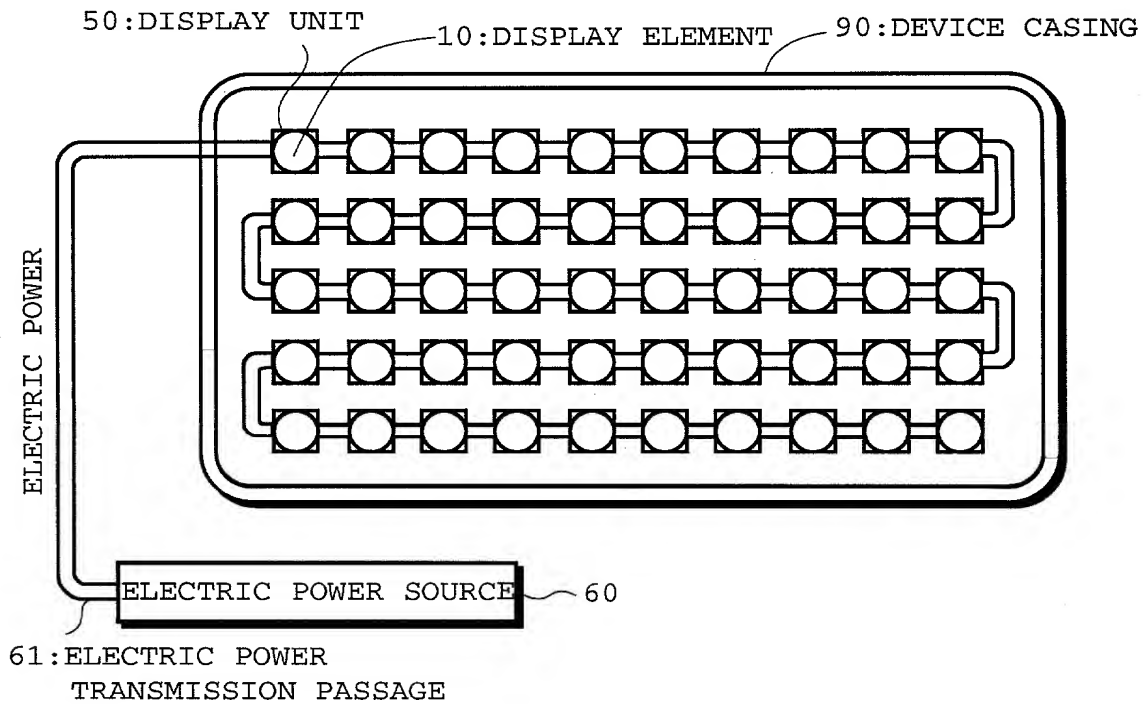 50:DISPLAY UNIT
10:DISPLAY ELEMENT
90:DEVICE CASING
ELECTRIC POWER
ELECTRIC POWER SOURCE
60
61:ELECTRIC POWER
TRANSMISSION PASSAGE